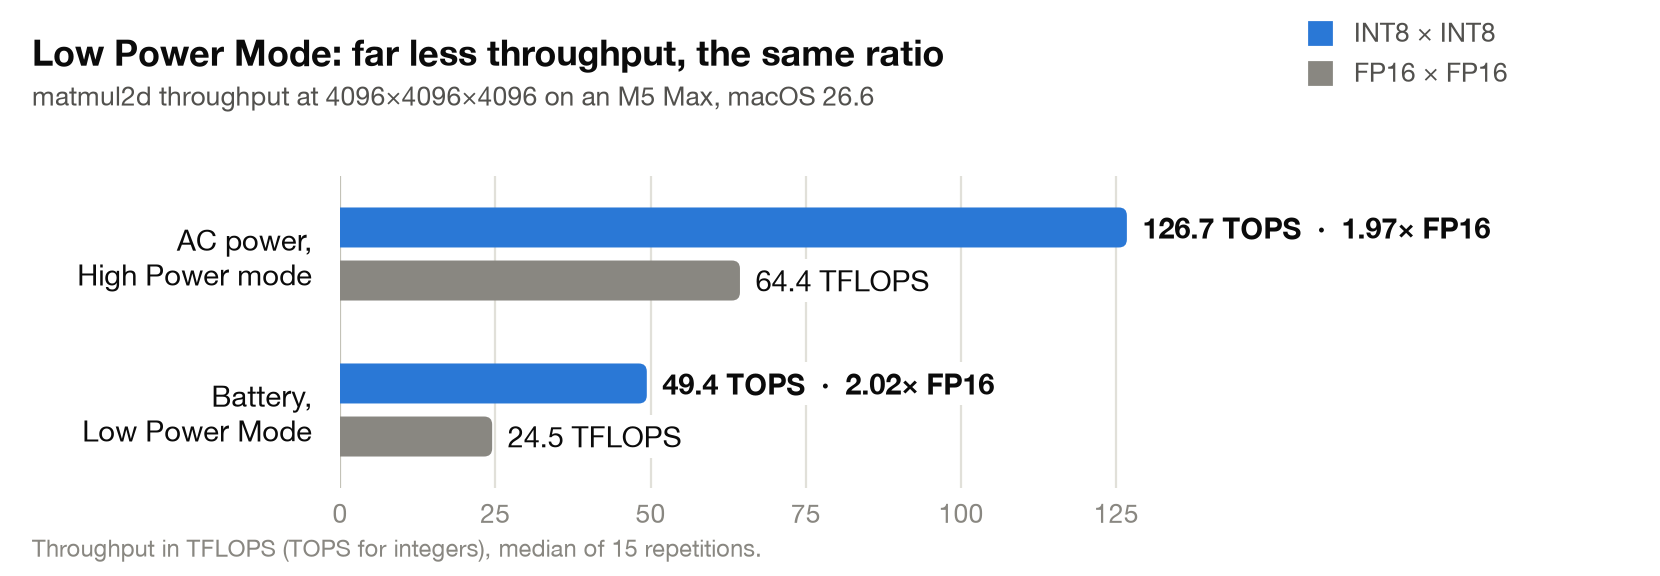 Low Power Mode: far less throughput, the same ratio
matmul2d throughput at 4096×4096×4096 on an M5 Max, macOS 26.6
INT8 × INT8
FP16 × FP16
AC power,
High Power mode
126.7 TOPS · 1.97× FP16
64.4 TFLOPS
Battery,
Low Power Mode
49.4 TOPS · 2.02× FP16
24.5 TFLOPS
0 25 50 75 100 125
Throughput in TFLOPS (TOPS for integers), median of 15 repetitions.